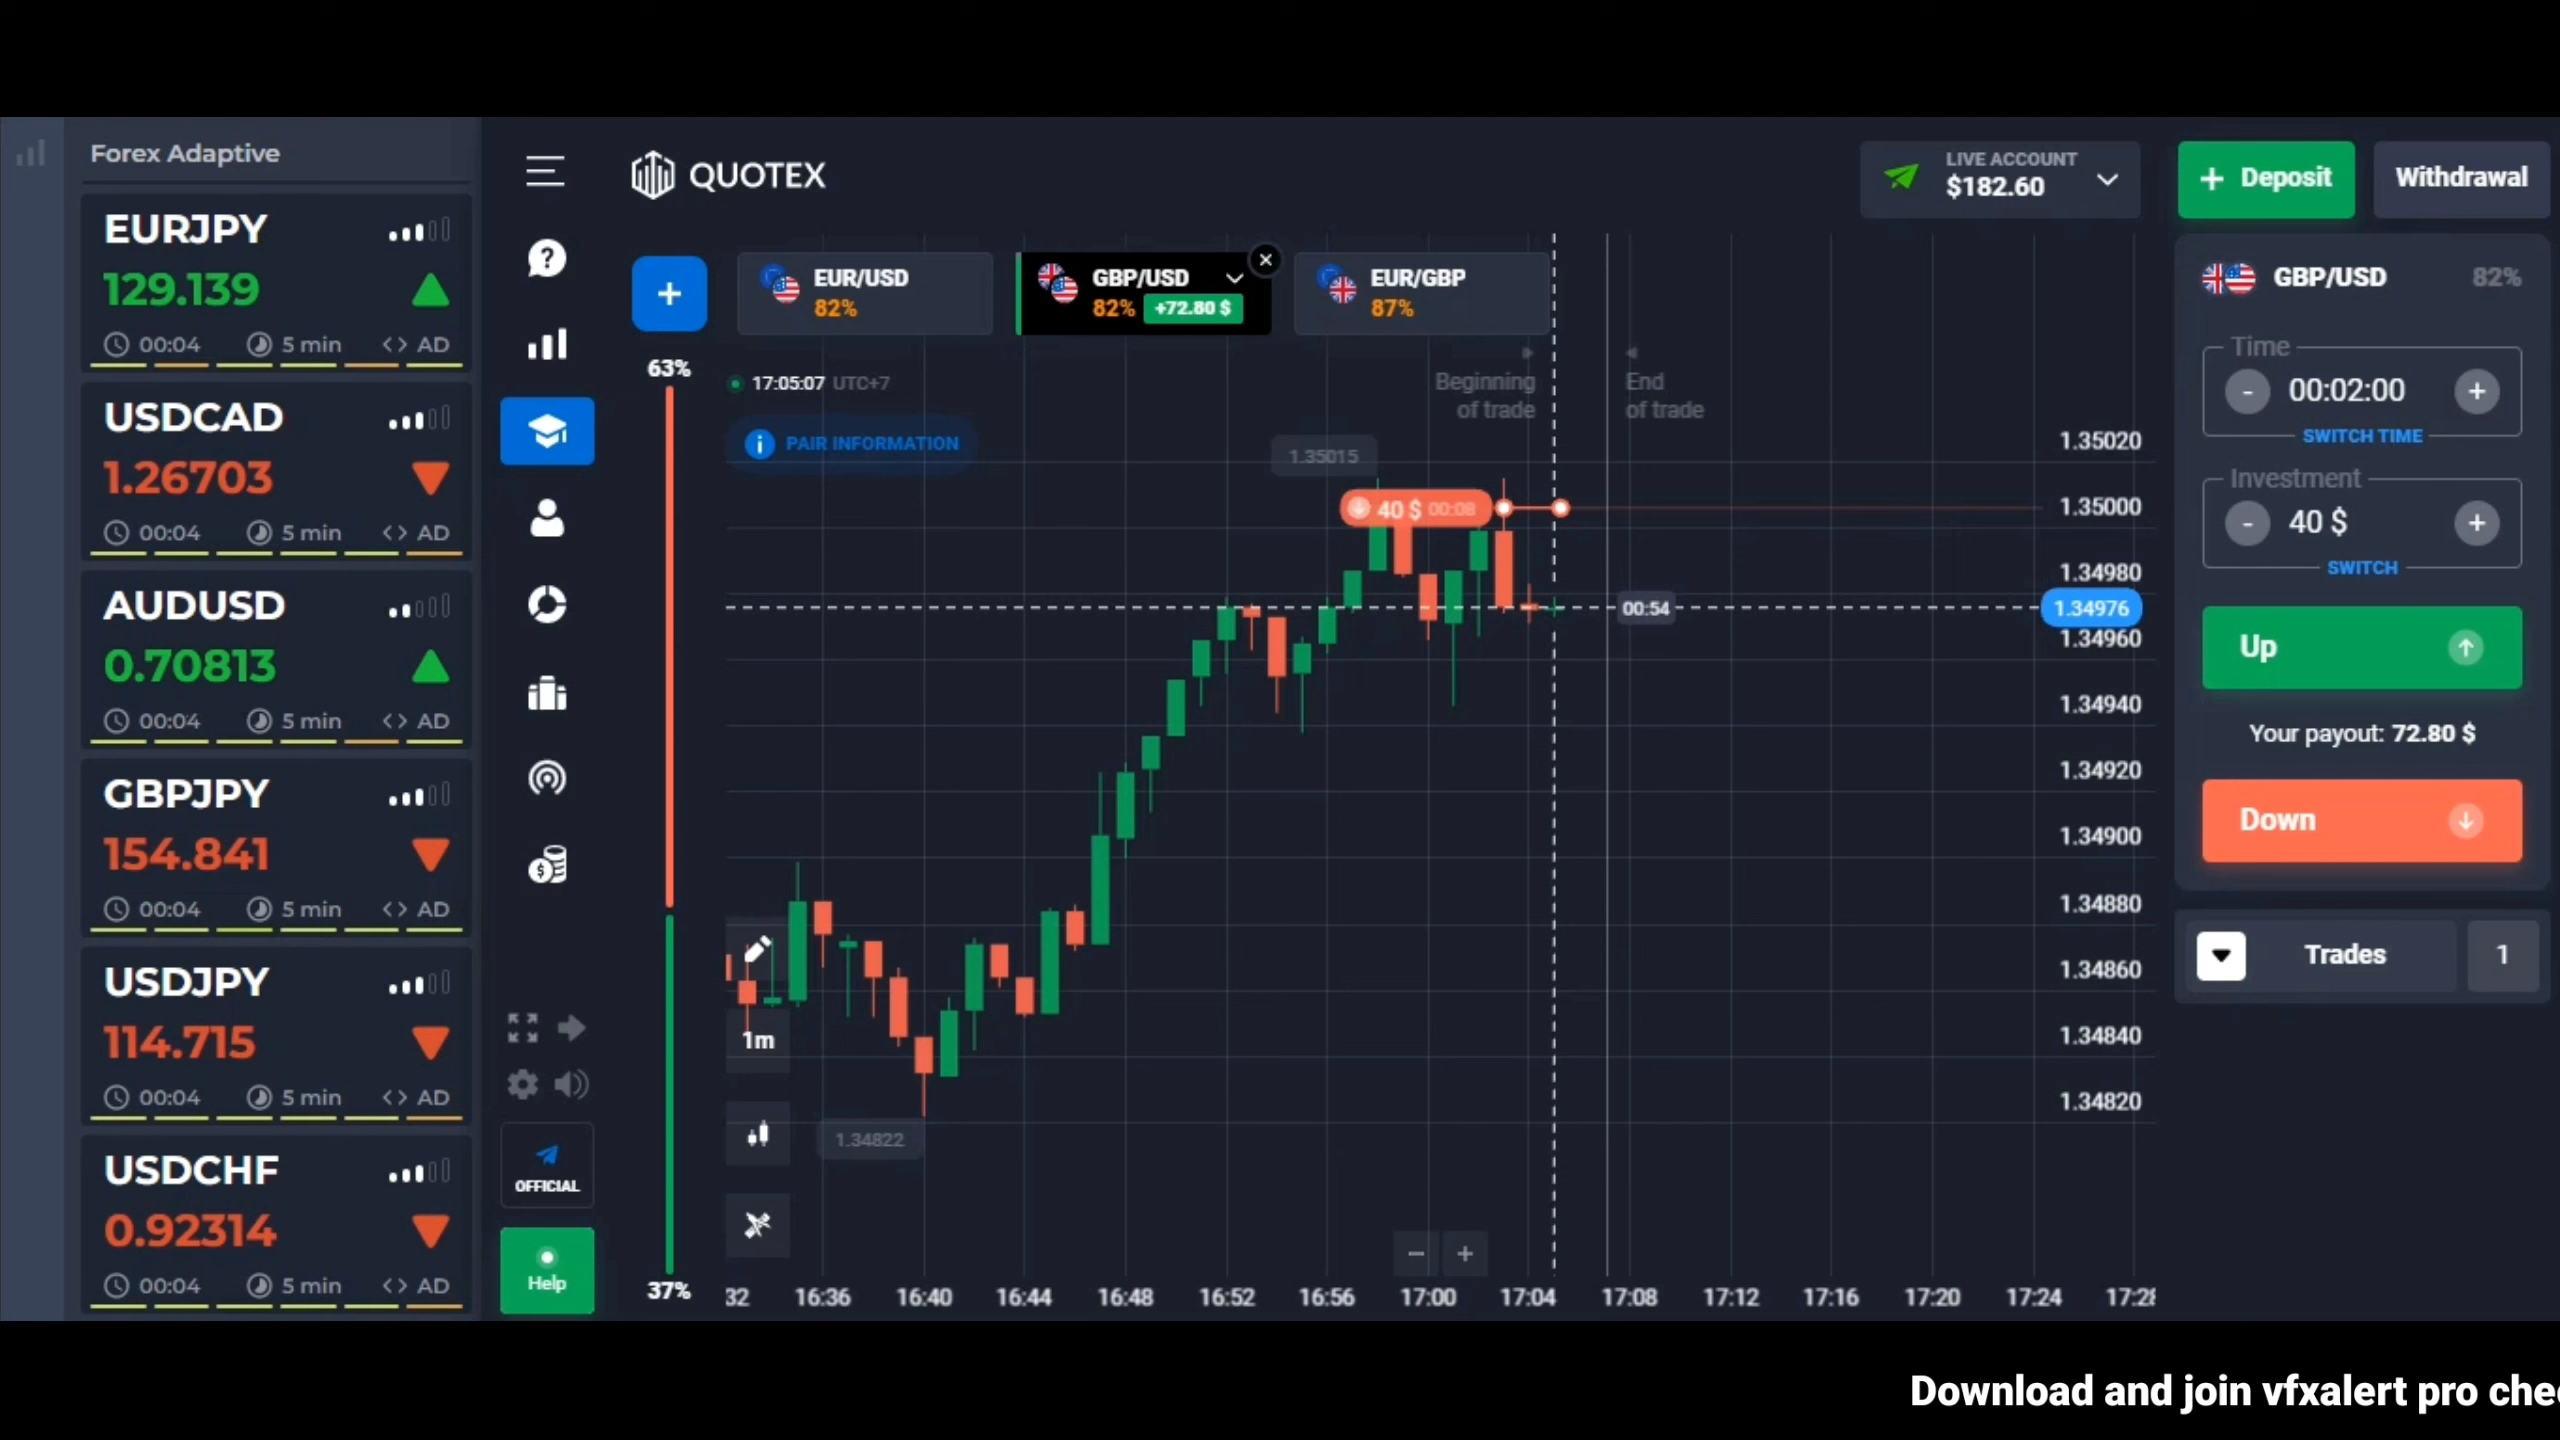 Forex Adaptive
EURJPY
129.139
00:04 5 min <> AD
USDCAD
1.26703
00:04 5 min <> AD
AUDUSD
0.70813
00:04 5 min <> AD
GBPJPY
154.841
00:04 5 min <> AD
USDJPY
114.715
00:04 5 min <> AD
USDCHF
0.92314
00:04 5 min <> AD
OFFICIAL
Help
QUOTEX
LIVE ACCOUNT
$182.60
+ Deposit
Withdrawal
+
EUR/USD
82%
GBP/USD
82% +72.80 $
EUR/GBP
87%
63%
37%
17:05:07 UTC+7
PAIR INFORMATION
Beginning
of trade
End
of trade
1.35015
40 $ 00:08
00:54
1.34822
1m
1.35020
1.35000
1.34980
1.34976
1.34960
1.34940
1.34920
1.34900
1.34880
1.34860
1.34840
1.34820
− +
32 16:36 16:40 16:44 16:48 16:52 16:56 17:00 17:04 17:08 17:12 17:16 17:20 17:24 17:28
GBP/USD 82%
Time
- 00:02:00 +
SWITCH TIME
Investment
- 40 $ +
SWITCH
Up
Your payout: 72.80 $
Down
Trades 1
Download and join vfxalert pro che